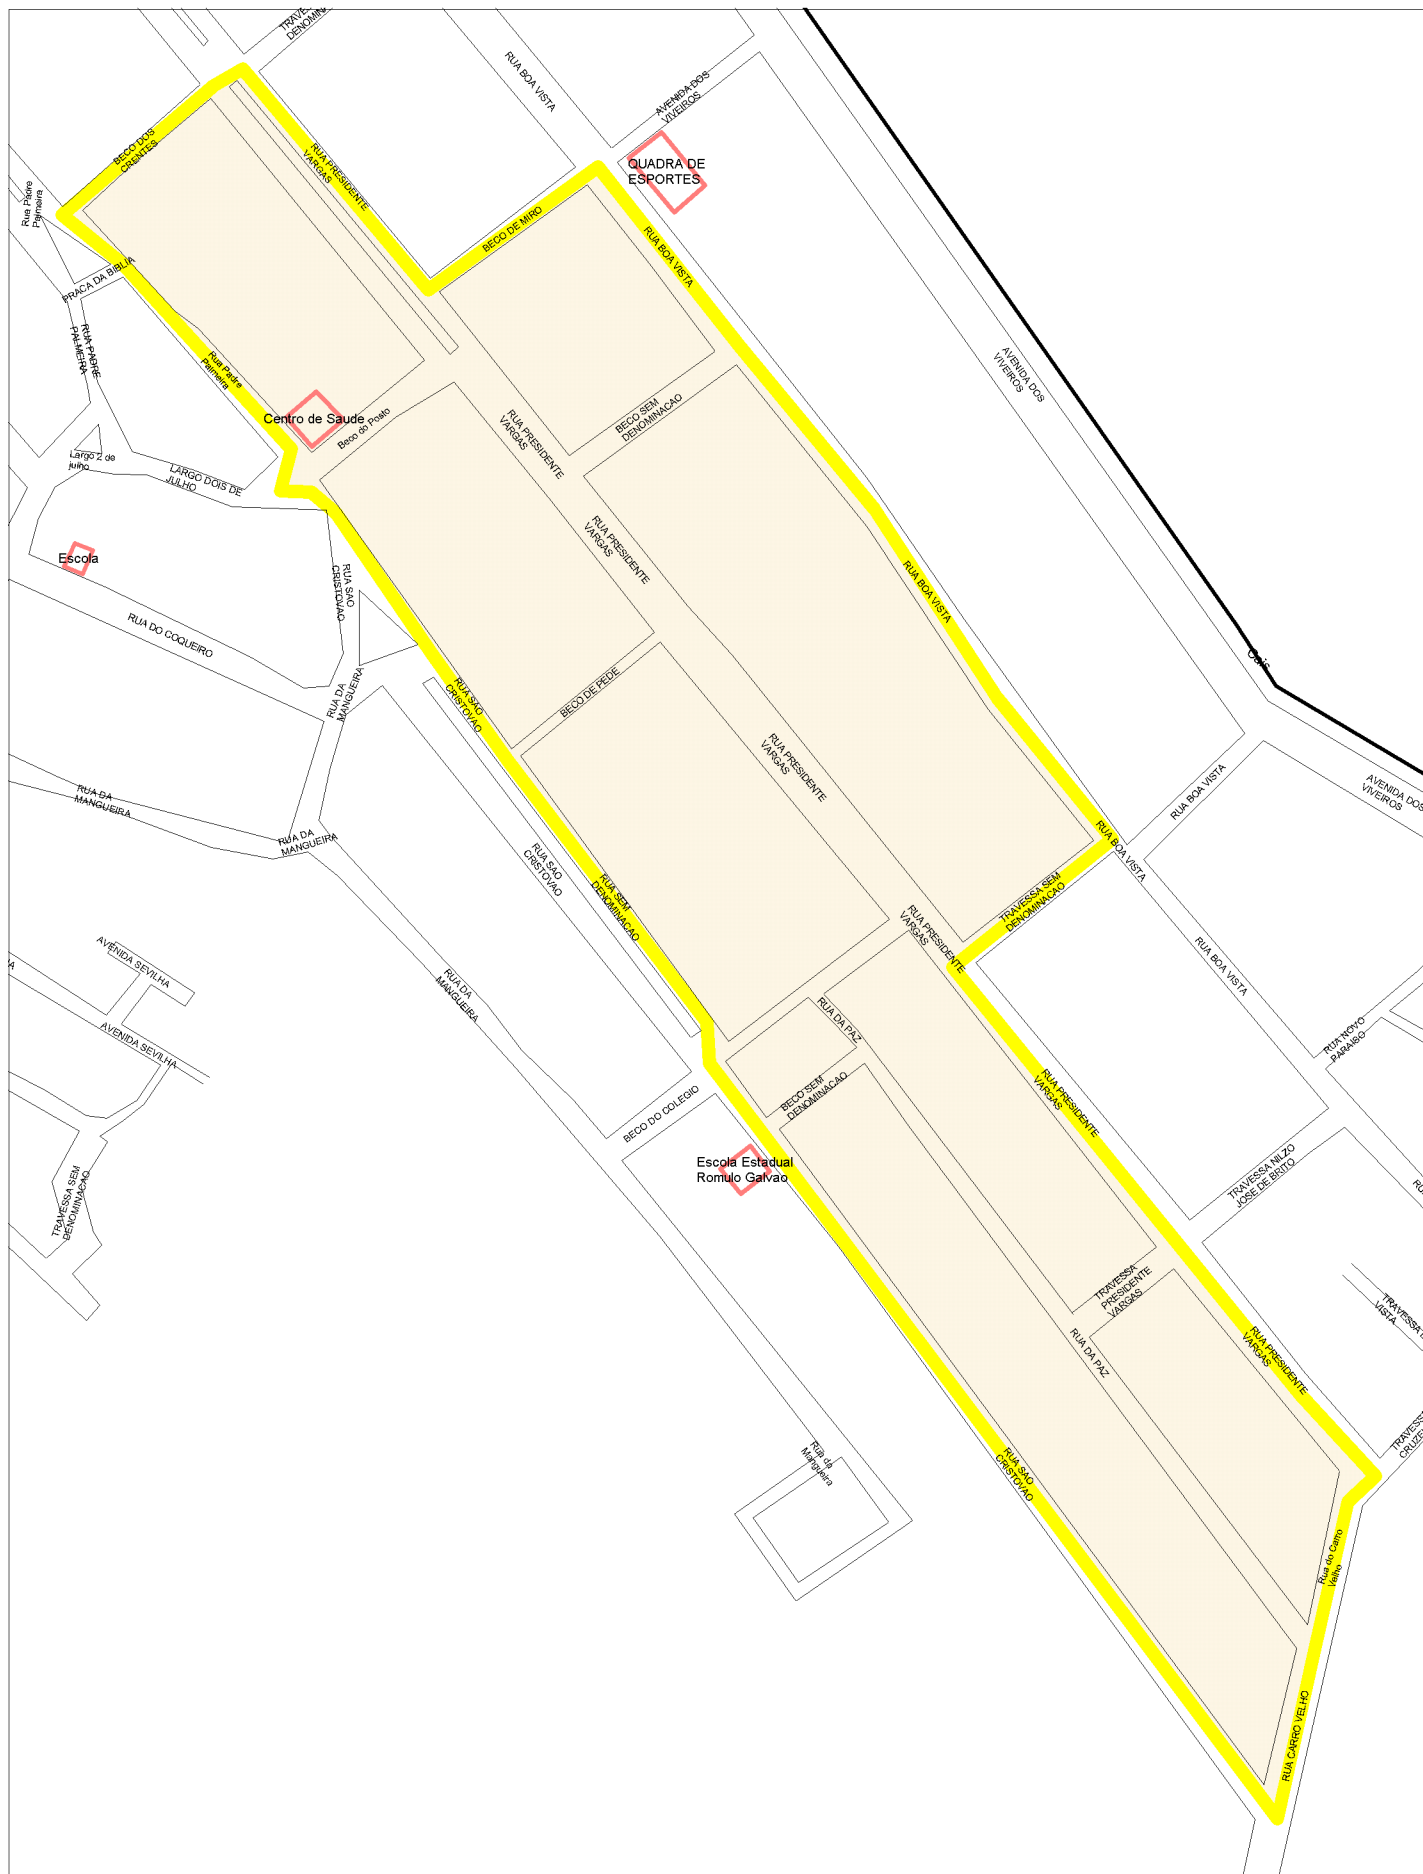 RUA BOA VISTA
AVENIDA DOS
VIVEIROS
QUADRA DE
ESPORTES
BECO DOS
CRENTES
RUA PRESIDENTE
VARGAS
Rua Padre
Palmeira
BECO DE MIRO
RUA BOA VISTA
PRACA DA BIBLIA
RUA PADRE
PALMEIRA
Rua Padre
Palmeira
AVENIDA DOS
VIVEIROS
Centro de Saude
Beco do Posto
BECO SEM
DENOMINACAO
RUA PRESIDENTE
VARGAS
Largo 2 de
julho
LARGO DOIS DE
JULHO
RUA PRESIDENTE
VARGAS
Escola
RUA SAO
CRISTOVAO
RUA BOA VISTA
RUA DO COQUEIRO
Cais
RUA DA
MANGUEIRA
RUA SAO
CRISTOVAO
BECO DE PEDE
RUA PRESIDENTE
VARGAS
RUA BOA VISTA
AVENIDA DOS
VIVEIROS
RUA DA
MANGUEIRA
RUA DA
MANGUEIRA
RUA SAO
CRISTOVAO
RUA BOA VISTA
RUA SEM
DENOMINACAO
TRAVESSA SEM
DENOMINACAO
RUA PRESIDENTE
VARGAS
AVENIDA SEVILHA
RUA BOA VISTA
RUA DA
MANGUEIRA
RUA DA PAZ
AVENIDA SEVILHA
RUA NOVO
PARAISO
BECO SEM
DENOMINACAO
RUA PRESIDENTE
VARGAS
BECO DO COLEGIO
Escola Estadual
Romulo Galvao
TRAVESSA NILZO
JOSE DE BRITO
TRAVESSA SEM
DENOMINACAO
TRAVESSA
PRESIDENTE
VARGAS
VISTA
RUA DA PAZ
RUA PRESIDENTE
VARGAS
Rua da
Mangueira
RUA SAO
CRISTOVAO
Rua do Carro
Velho
RUA CARRO VELHO